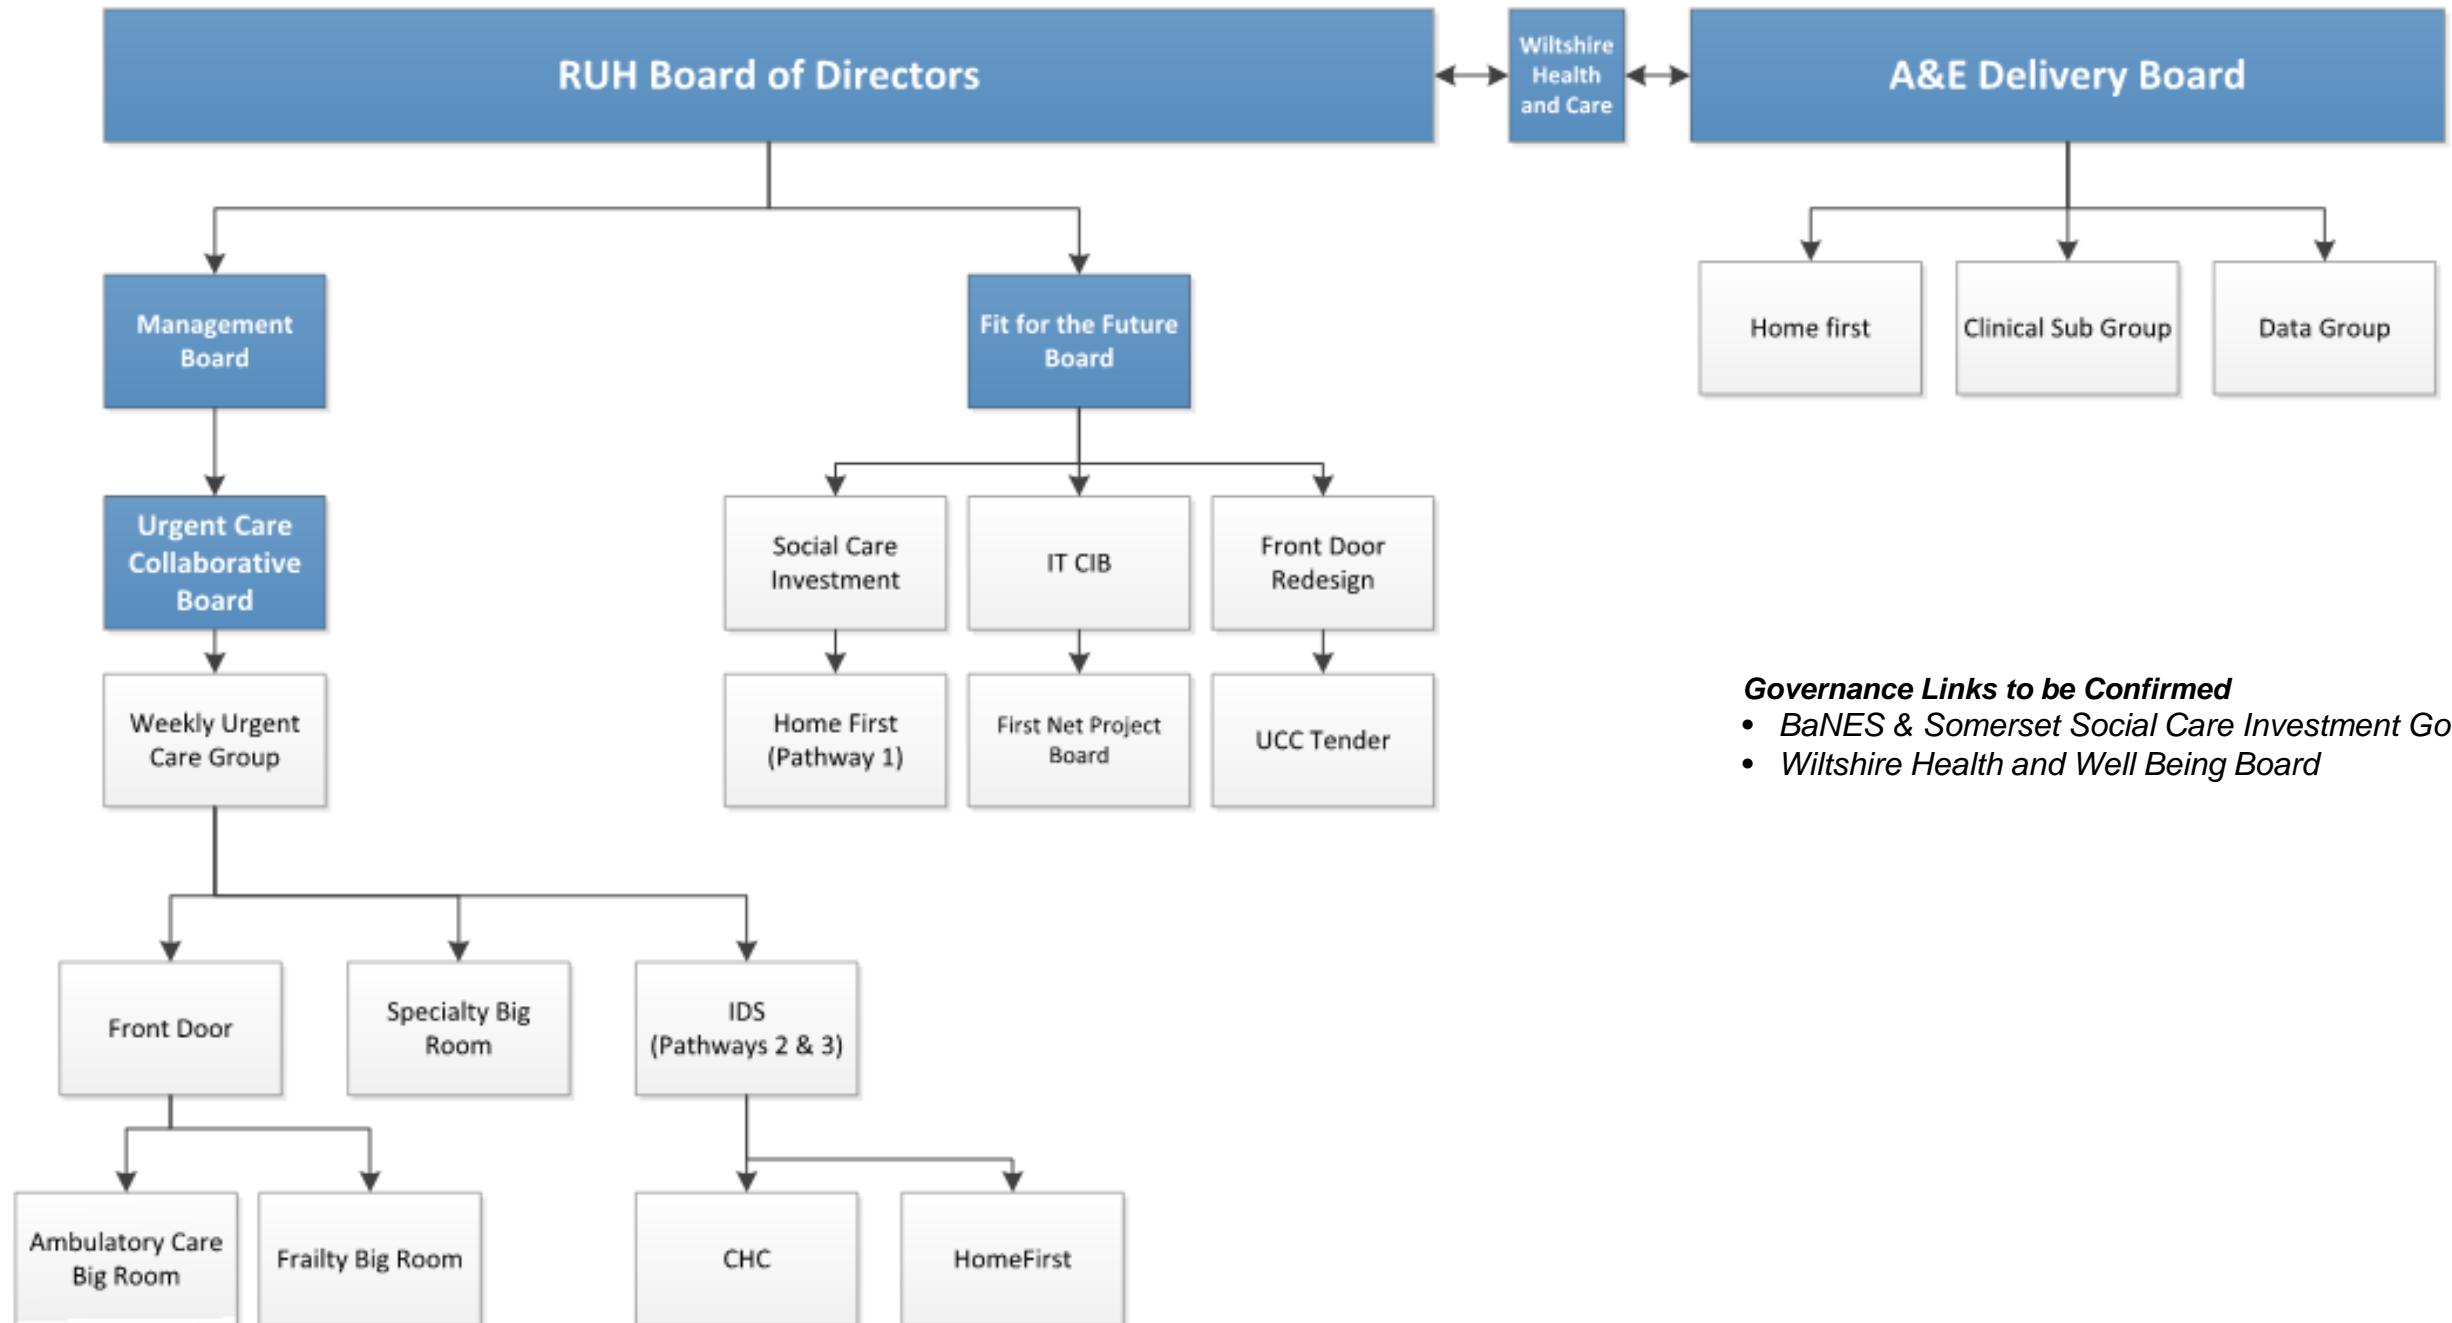 RUH Board of Directors
Wiltshire
Health
and Care
A&E Delivery Board
Management
Board
Fit for the Future
Board
Home first
Clinical Sub Group
Data Group
Urgent Care
Collaborative
Board
Social Care
Investment
IT CIB
Front Door
Redesign
Weekly Urgent
Care Group
Home First
(Pathway 1)
First Net Project
Board
UCC Tender
Governance Links to be Confirmed
• BaNES & Somerset Social Care Investment Go
• Wiltshire Health and Well Being Board
Front Door
Specialty Big
Room
IDS
(Pathways 2 & 3)
Ambulatory Care
Big Room
Frailty Big Room
CHC
HomeFirst